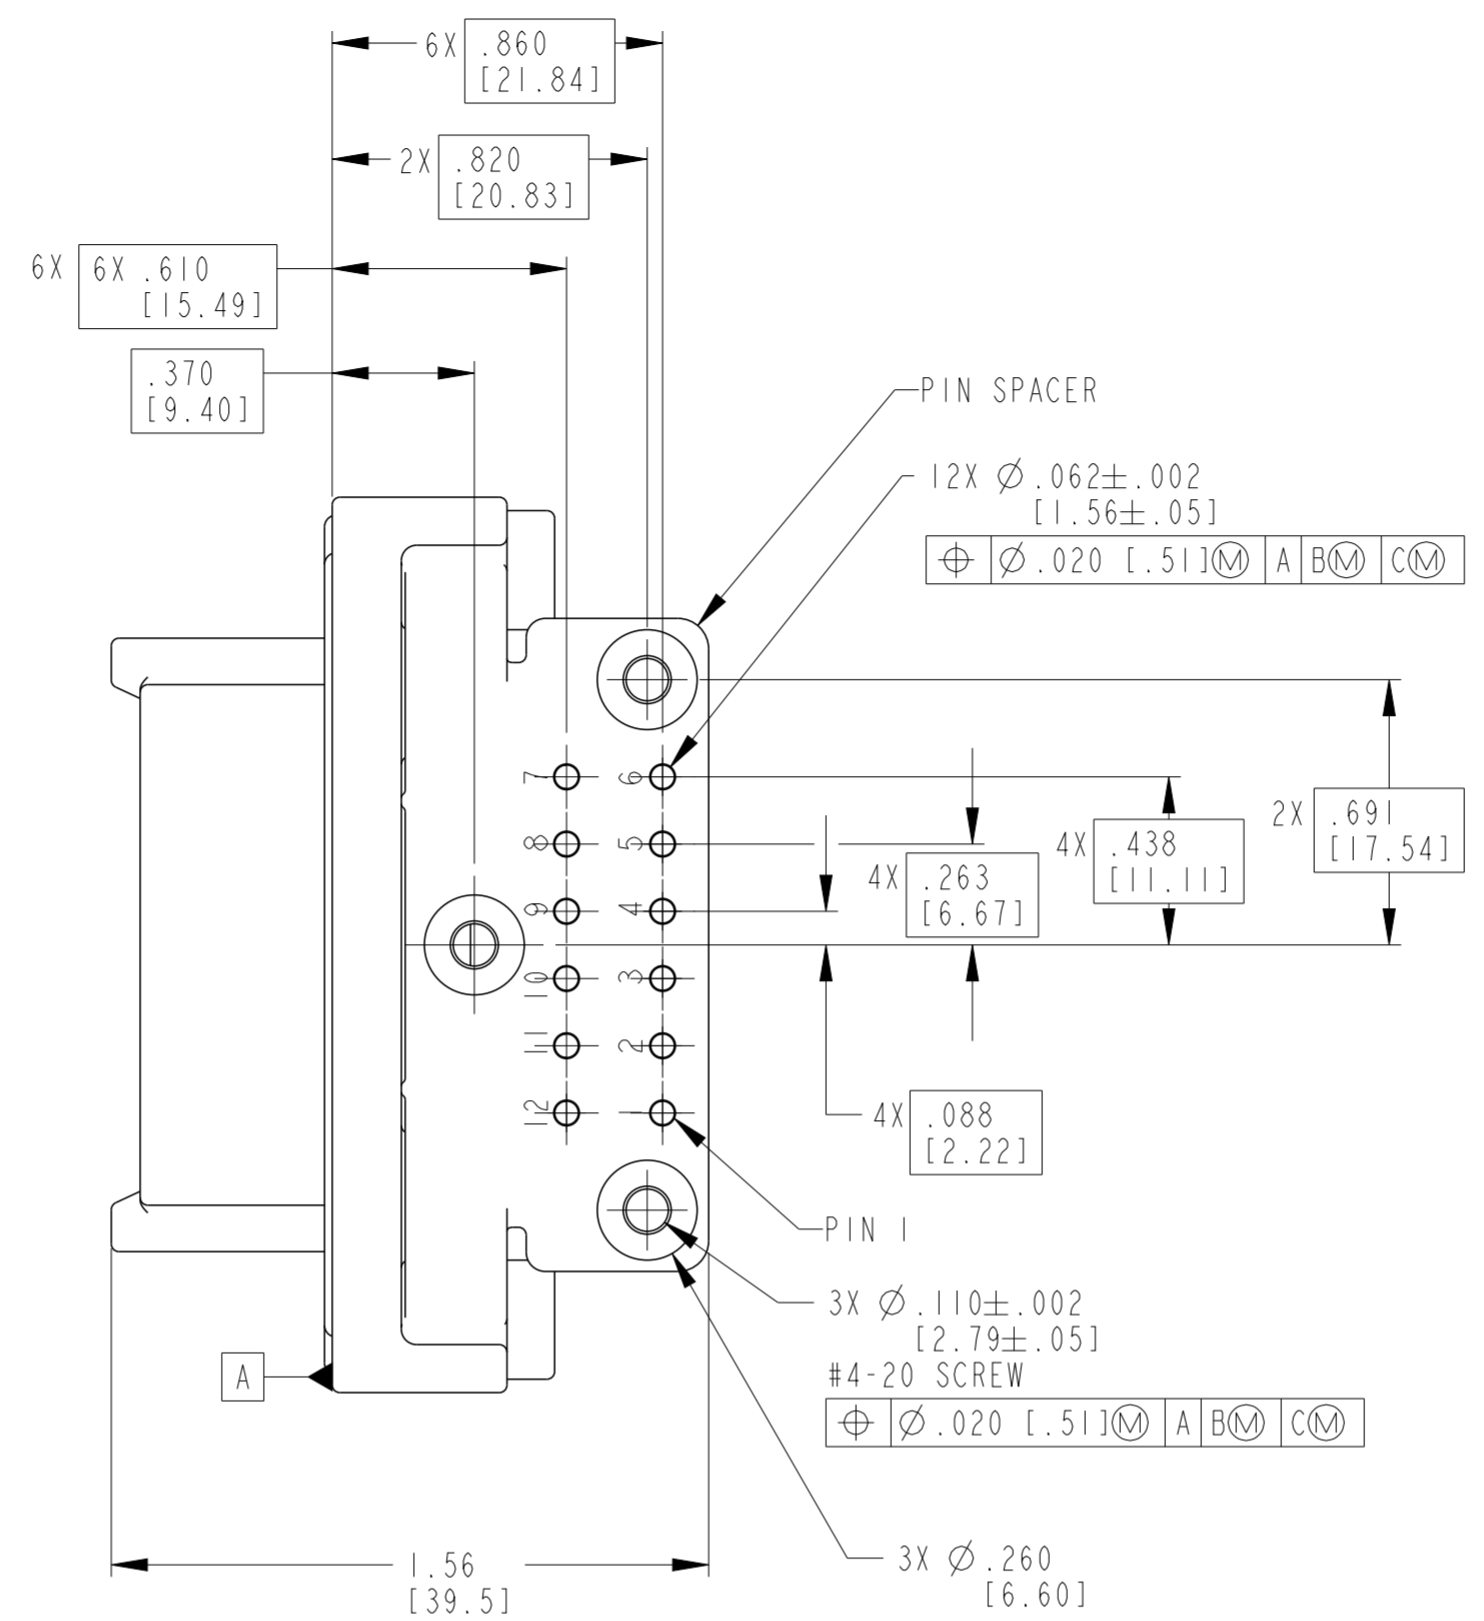 6X .860
[21.84]
2X .820
[20.83]
6X 6X .610
[15.49]
.370
[9.40]
PIN SPACER
12X Ø .062±.002
[1.56±.05]
⌖ Ø.020 [.51]Ⓜ A BⓂ CⓂ
7 6
8 5
9 4
10 3
11 2
12 1
2X .691
[17.54]
4X .438
[11.11]
4X .263
[6.67]
4X .088
[2.22]
PIN 1
3X Ø.110±.002
[2.79±.05]
#4-20 SCREW
⌖ Ø.020 [.51]Ⓜ A BⓂ CⓂ
A
1.56
[39.5]
3X Ø.260
[6.60]